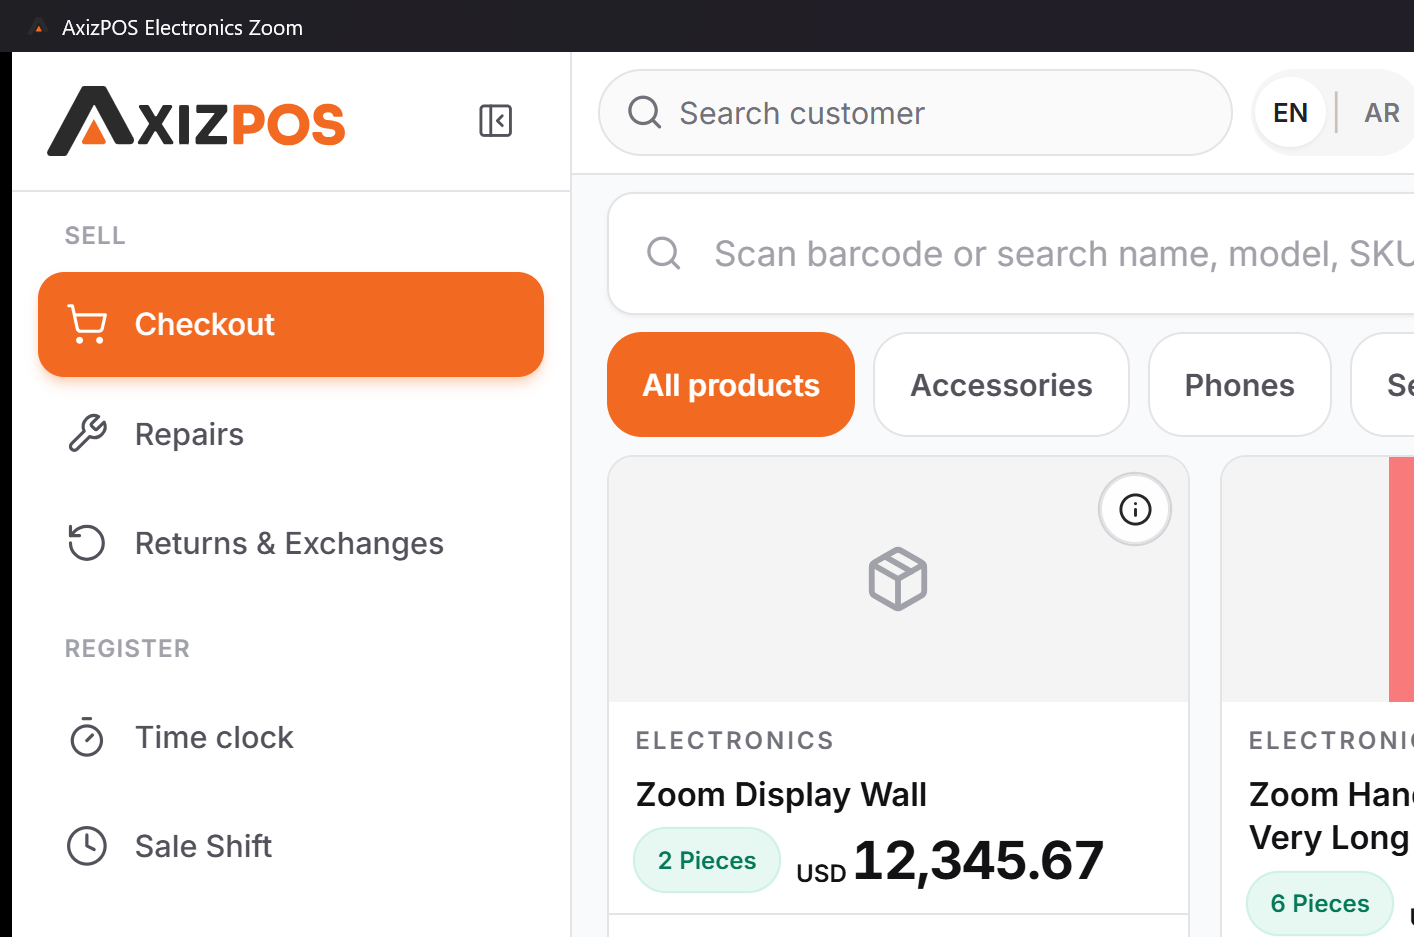 AxizPOS Electronics Zoom
AXIZPOS
Search customer
EN
AR
SELL
Checkout
Repairs
Returns & Exchanges
REGISTER
Time clock
Sale Shift
Scan barcode or search name, model, SKU
All products
Accessories
Phones
ELECTRONICS
Zoom Display Wall
2 Pieces
USD 12,345.67
Very Long
6 Pieces